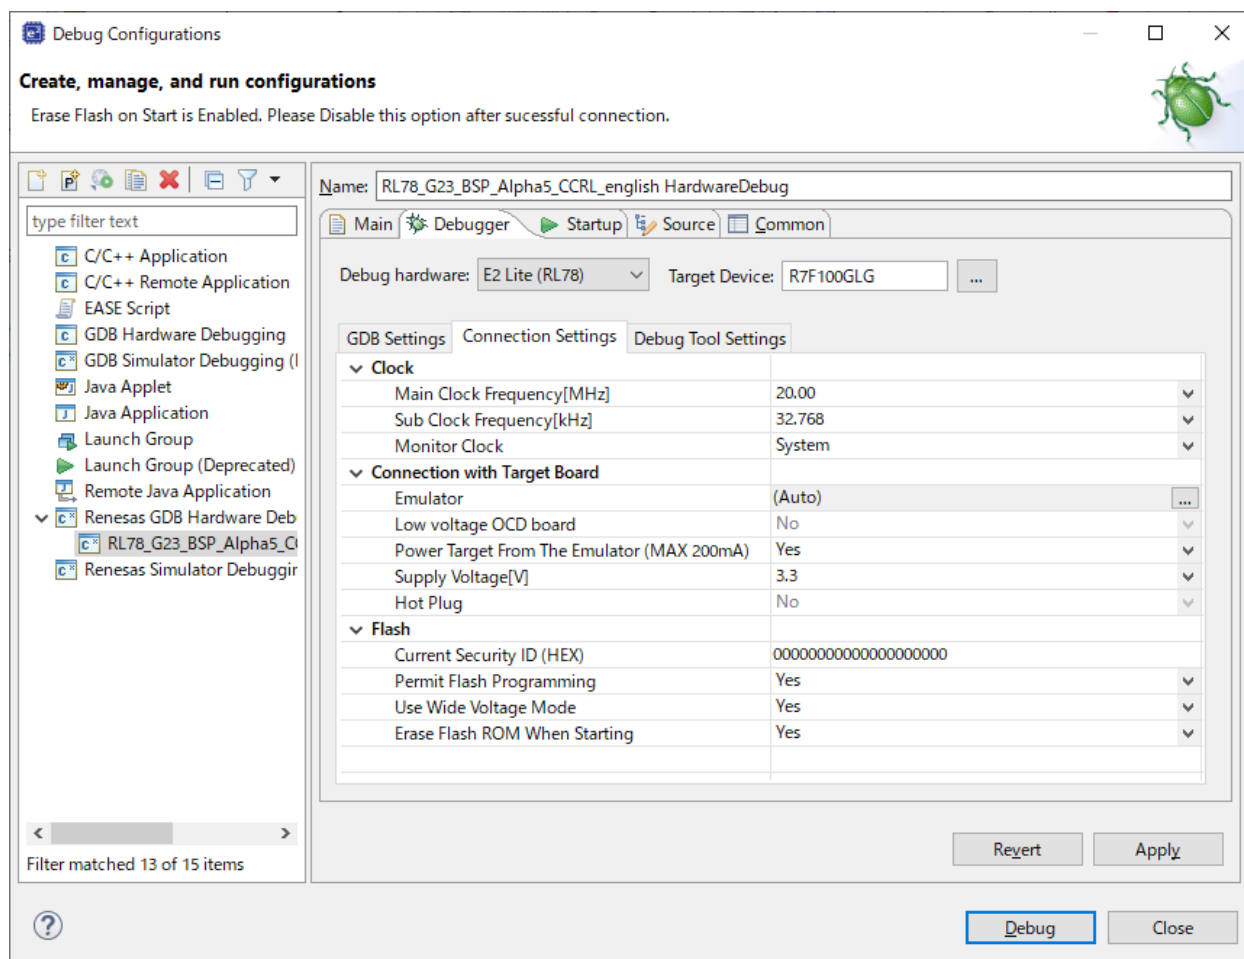 Debug Configurations
Create, manage, and run configurations
Erase Flash on Start is Enabled. Please Disable this option after sucessful connection.
type filter text
C/C++ Application
C/C++ Remote Application
EASE Script
GDB Hardware Debugging
GDB Simulator Debugging (
Java Applet
Java Application
Launch Group
Launch Group (Deprecated)
Remote Java Application
Renesas GDB Hardware Deb
RL78_G23_BSP_Alpha5_C
Renesas Simulator Debuggir
Filter matched 13 of 15 items
Name: RL78_G23_BSP_Alpha5_CCRL_english HardwareDebug
Main Debugger Startup Source Common
Debug hardware: E2 Lite (RL78) Target Device: R7F100GLG ...
GDB Settings Connection Settings Debug Tool Settings
Clock
Main Clock Frequency[MHz] 20.00
Sub Clock Frequency[kHz] 32.768
Monitor Clock System
Connection with Target Board
Emulator (Auto) ...
Low voltage OCD board No
Power Target From The Emulator (MAX 200mA) Yes
Supply Voltage[V] 3.3
Hot Plug No
Flash
Current Security ID (HEX) 00000000000000000000
Permit Flash Programming Yes
Use Wide Voltage Mode Yes
Erase Flash ROM When Starting Yes
Revert Apply
Debug Close